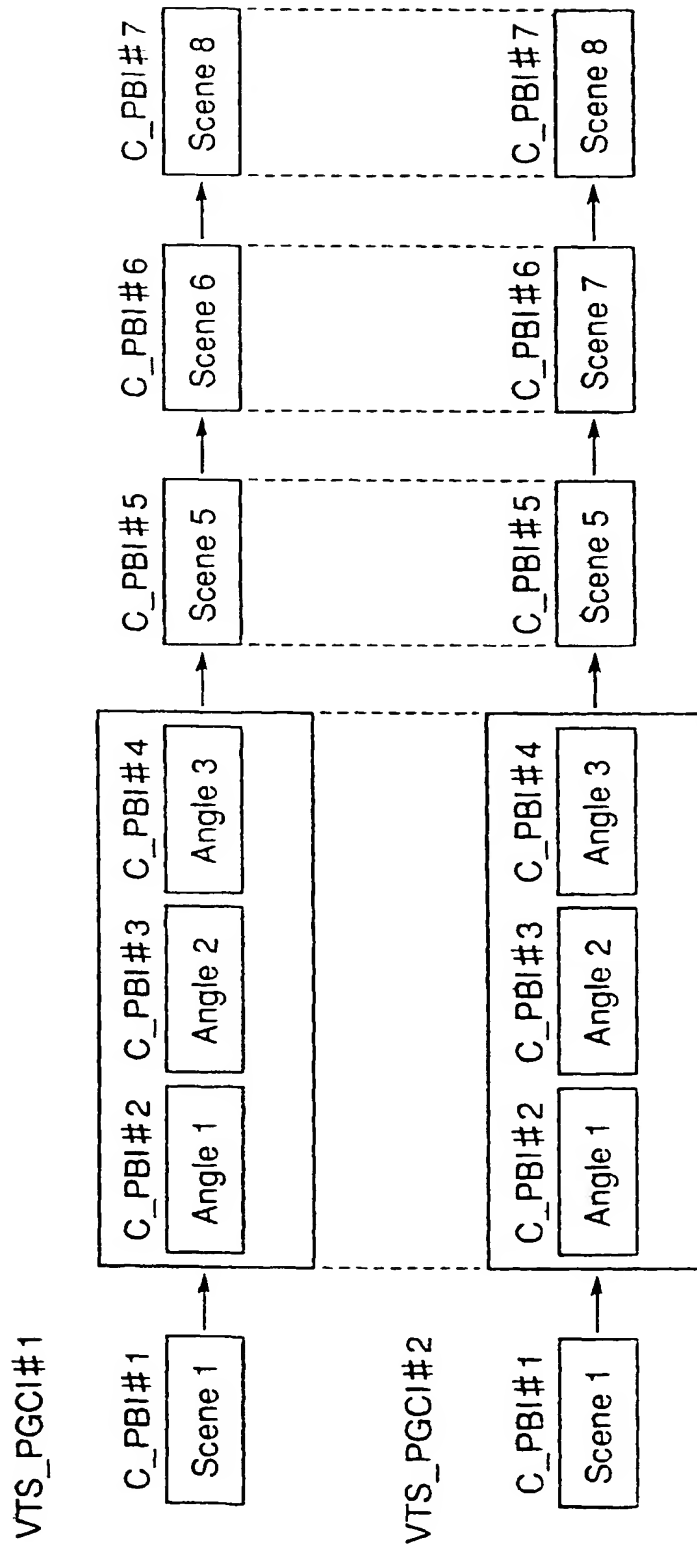 VTS_PGCI#1
C_PBI#1
Scene 1
C_PBI#2
Angle 1
C_PBI#3
Angle 2
C_PBI#4
Angle 3
C_PBI#5
Scene 5
C_PBI#6
Scene 6
C_PBI#7
Scene 8
VTS_PGCI#2
C_PBI#1
Scene 1
C_PBI#2
Angle 1
C_PBI#3
Angle 2
C_PBI#4
Angle 3
C_PBI#5
Scene 5
C_PBI#6
Scene 7
C_PBI#7
Scene 8